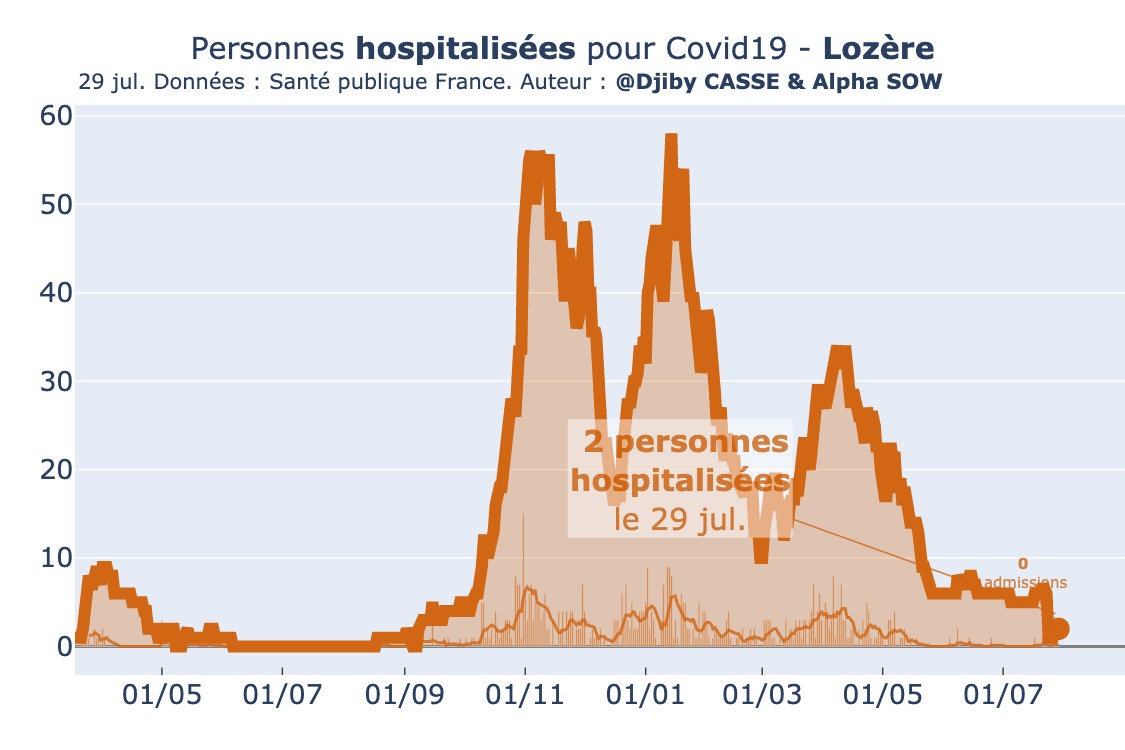 Personnes hospitalisées pour Covid19 - Lozère
29 jul. Données : Santé publique France. Auteur : @Djiby CASSE & Alpha SOW
60
50
40
30
20
10
0
2 personnes
hospitalisées
le 29 jul.
0
admissions
01/05
01/07
01/09
01/11
01/01
01/03
01/05
01/07